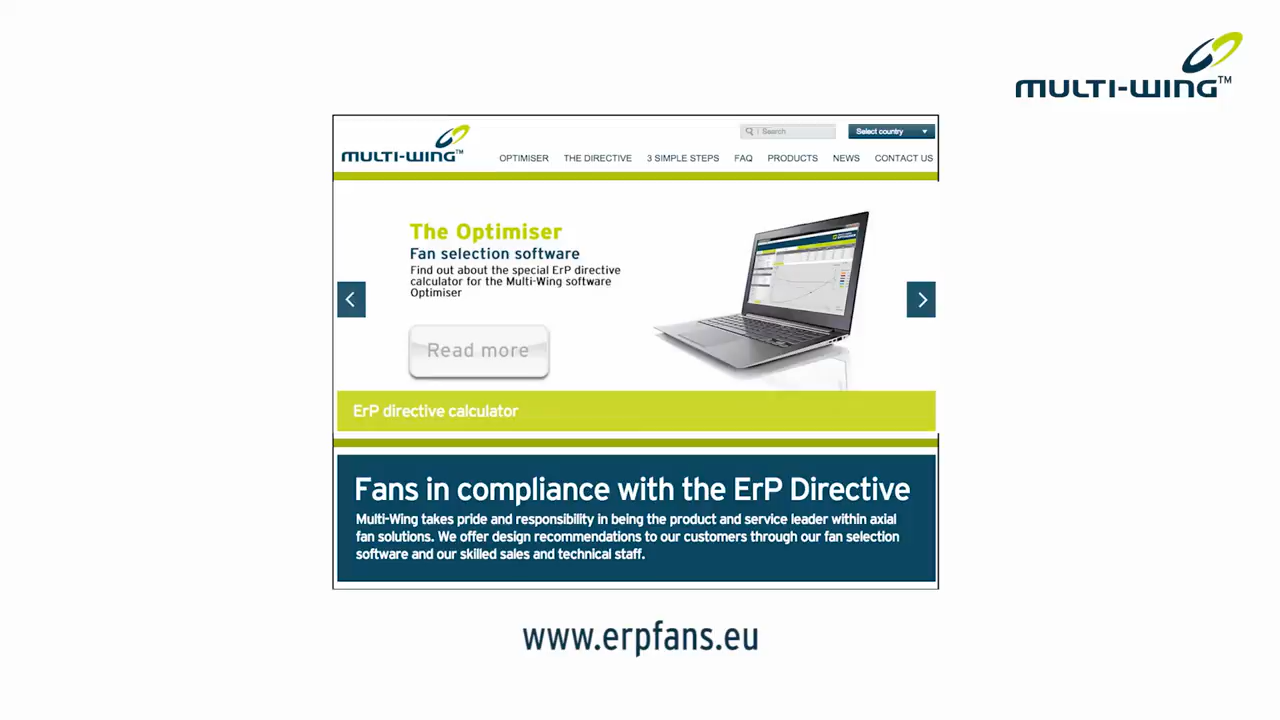 MULTI-WING™
MULTI-WING™
Search
Select country
OPTIMISER THE DIRECTIVE 3 SIMPLE STEPS FAQ PRODUCTS NEWS CONTACT US
The Optimiser
Fan selection software
Find out about the special ErP directive
calculator for the Multi-Wing software
Optimiser
Read more
ErP directive calculator
Fans in compliance with the ErP Directive
Multi-Wing takes pride and responsibility in being the product and service leader within axial
fan solutions. We offer design recommendations to our customers through our fan selection
software and our skilled sales and technical staff.
www.erpfans.eu